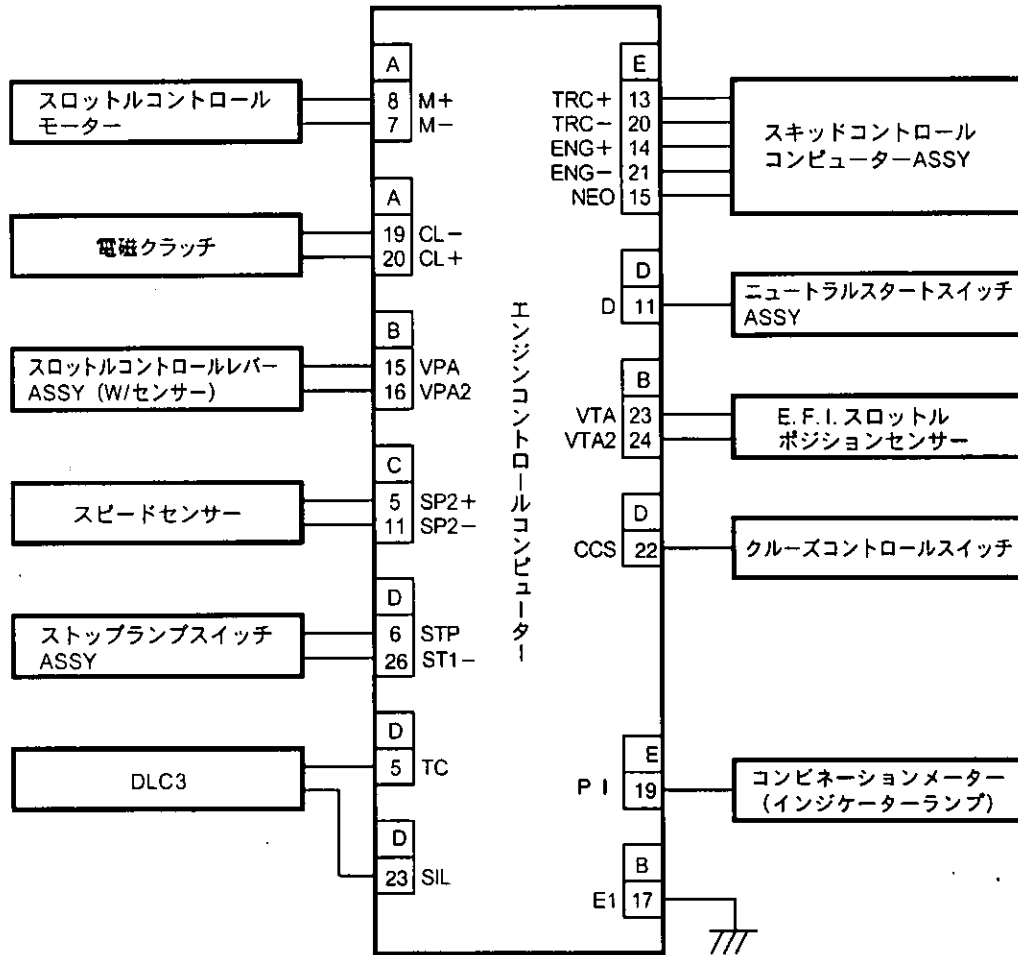 スロットルコントロール
モーター
A
8 M+
7 M−
電磁クラッチ
A
19 CL−
20 CL+
スロットルコントロールレバー
ASSY (W/センサー)
B
15 VPA
16 VPA2
スピードセンサー
C
5 SP2+
11 SP2−
ストップランプスイッチ
ASSY
D
6 STP
26 ST1−
DLC3
D
5 TC
D
23 SIL
エンジンコントロールコンピューター
E
TRC+ 13
TRC− 20
ENG+ 14
ENG− 21
NEO 15
スキッドコントロール
コンピューターASSY
D
D 11
ニュートラルスタートスイッチ
ASSY
B
VTA 23
VTA2 24
E.F.I.スロットル
ポジションセンサー
D
CCS 22
クルーズコントロールスイッチ
E
PI 19
コンビネーションメーター
(インジケーターランプ)
B
E1 17